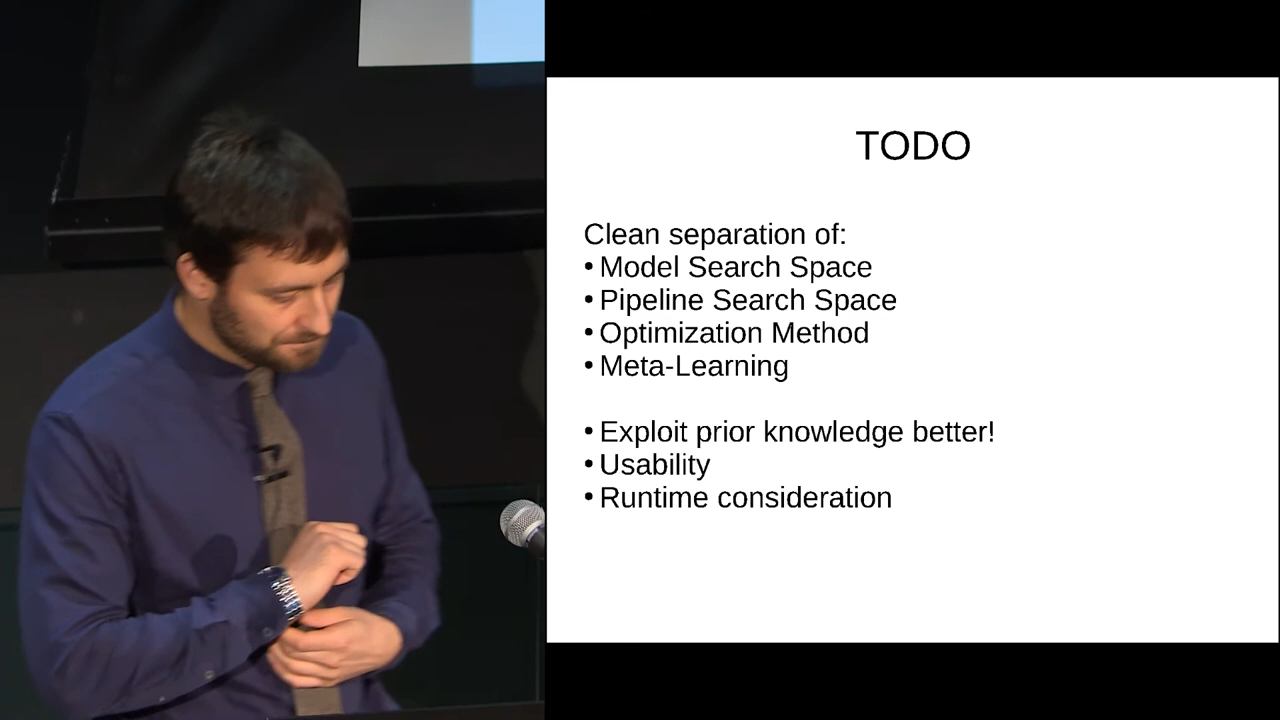 TODO
Clean separation of:
• Model Search Space
• Pipeline Search Space
• Optimization Method
• Meta-Learning
• Exploit prior knowledge better!
• Usability
• Runtime consideration